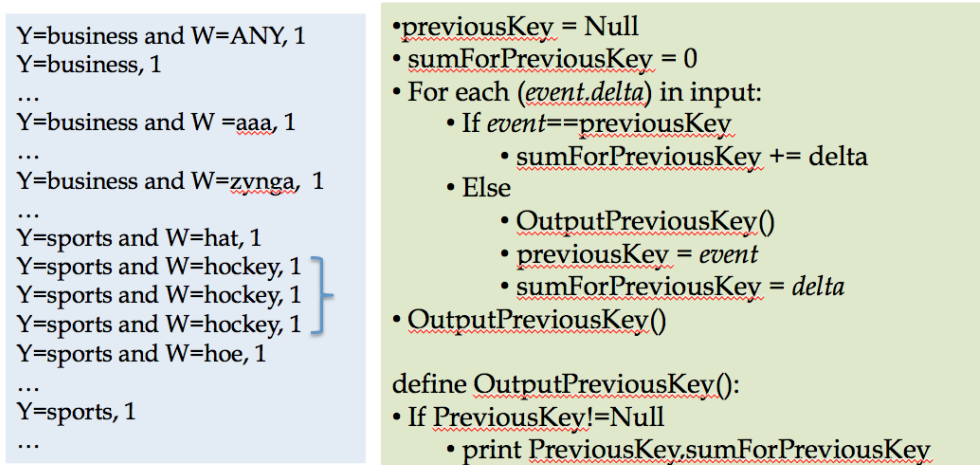 Y=business and W=ANY, 1
Y=business, 1
…
Y=business and W =aaa, 1
…
Y=business and W=zynga, 1
…
Y=sports and W=hat, 1
Y=sports and W=hockey, 1
Y=sports and W=hockey, 1
Y=sports and W=hockey, 1
Y=sports and W=hoe, 1
…
Y=sports, 1
…
•previousKey = Null
• sumForPreviousKey = 0
• For each (event.delta) in input:
• If event==previousKey
• sumForPreviousKey += delta
• Else
• OutputPreviousKey()
• previousKey = event
• sumForPreviousKey = delta
• OutputPreviousKey()
define OutputPreviousKey():
• If PreviousKey!=Null
• print PreviousKey,sumForPreviousKey